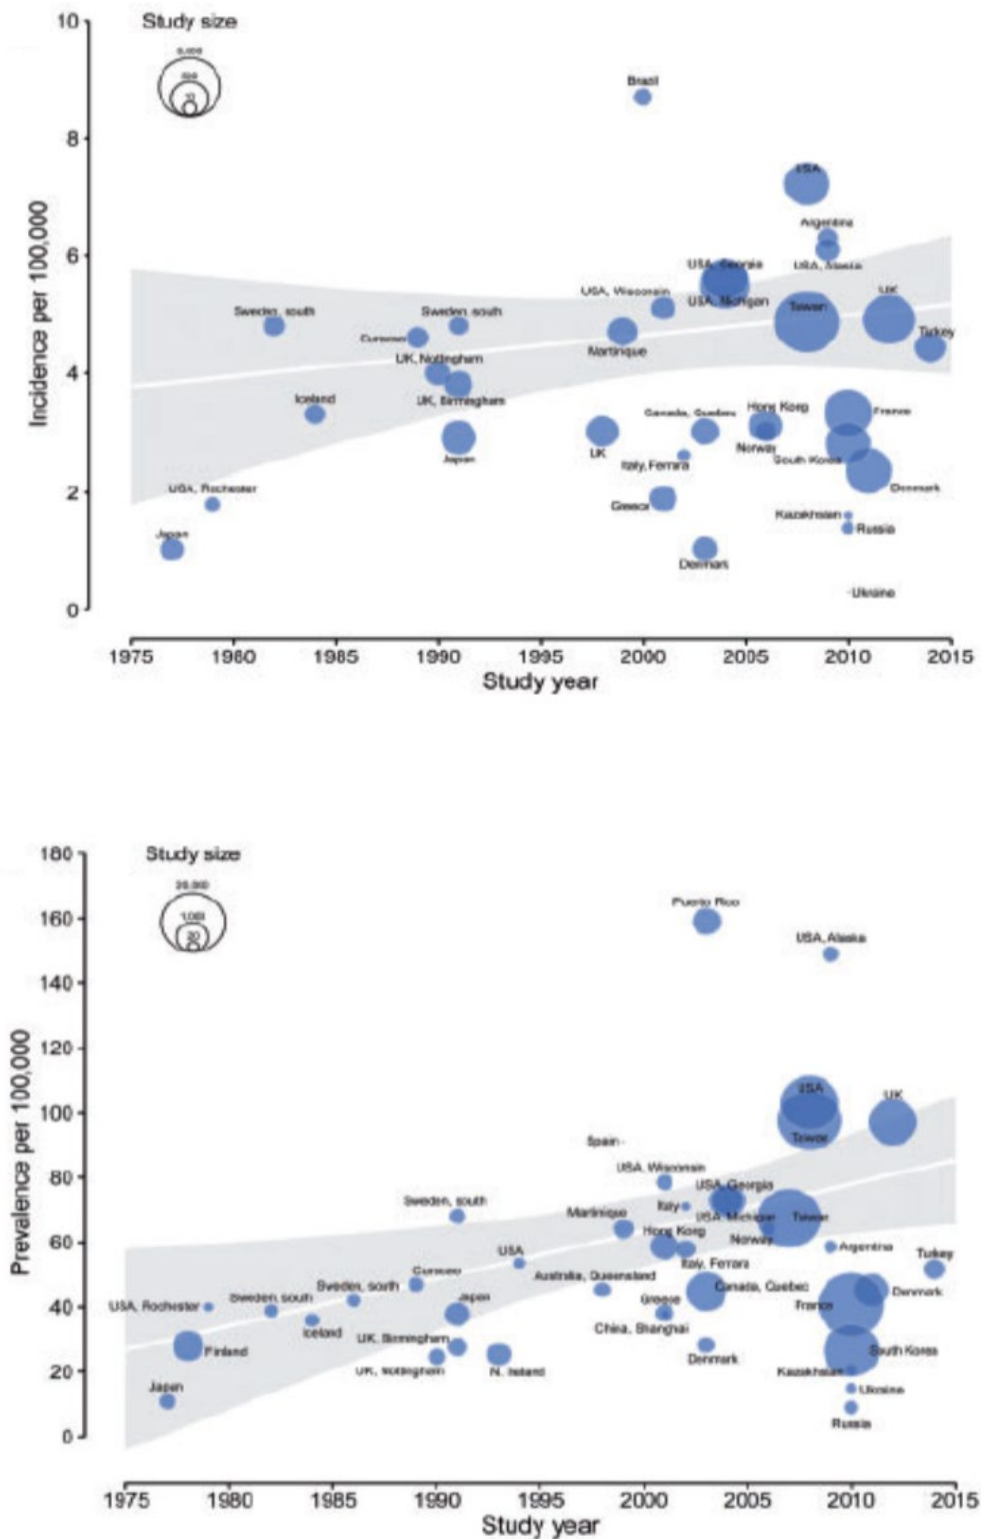 10
Study size
Brazil
8
USA
Argentina
6
USA, Alaska
USA, Georgia
USA, Wisconsin
USA, Michigan
Sweden, south
Sweden, south
Taiwan
UK
Curacao
Turkey
Martinique
4
UK, Nottingham
Iceland
UK, Birmingham
Canada, Quebec
Hong Kong
France
Japan
UK
Norway
Italy, Ferrara
South Korea
2
USA, Rochester
Greece
Denmark
Kazakhstan
Russia
Japan
Denmark
Ukraine
0
Incidence per 100,000
1975 1980 1985 1990 1995 2000 2005 2010 2015
Study year
180
Study size
20,000
1,000
Puerto Rico
160
USA, Alaska
140
120
USA
100
UK
Taiwan
Spain
80
USA, Wisconsin
USA, Georgia
Sweden, south
Italy
Martinique
USA, Michigan
Taiwan
Hong Kong
Norway
60
USA
Argentina
Turkey
Curacao
Australia, Queensland
Italy, Ferrara
Sweden, south
Canada, Quebec
Denmark
USA, Rochester
Sweden, south
Japan
Greece
France
40
Iceland
UK, Birmingham
China, Shanghai
Finland
UK, Nottingham
N. Ireland
Denmark
South Korea
20
Kazakhstan
Japan
Ukraine
Russia
0
Prevalence per 100,000
1975 1980 1985 1990 1995 2000 2005 2010 2015
Study year